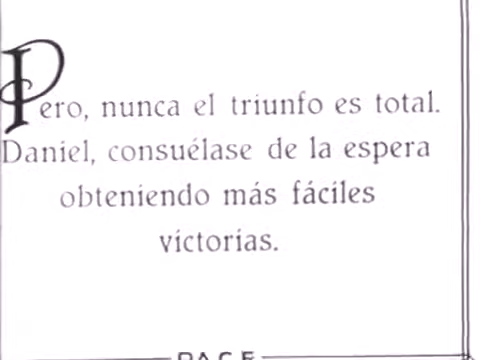 Pero, nunca el triunfo es total.
Daniel, consuélase de la espera
obteniendo más fáciles
victorias.